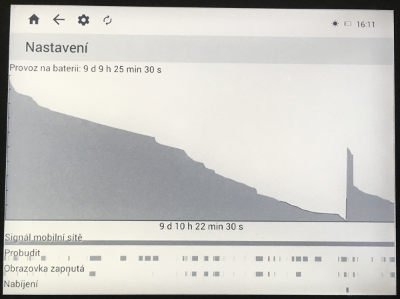 16:11
Nastavení
Provoz na baterii: 9 d 9 h 25 min 30 s
9 d 10 h 22 min 30 s
Signál mobilní sítě
Probudit
Obrazovka zapnutá
Nabíjení